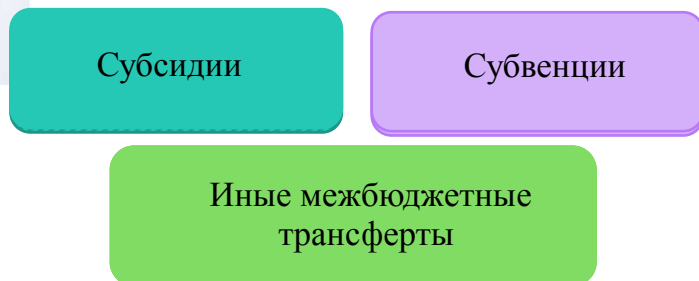 Субсидии
Субвенции
Иные межбюджетные
трансферты